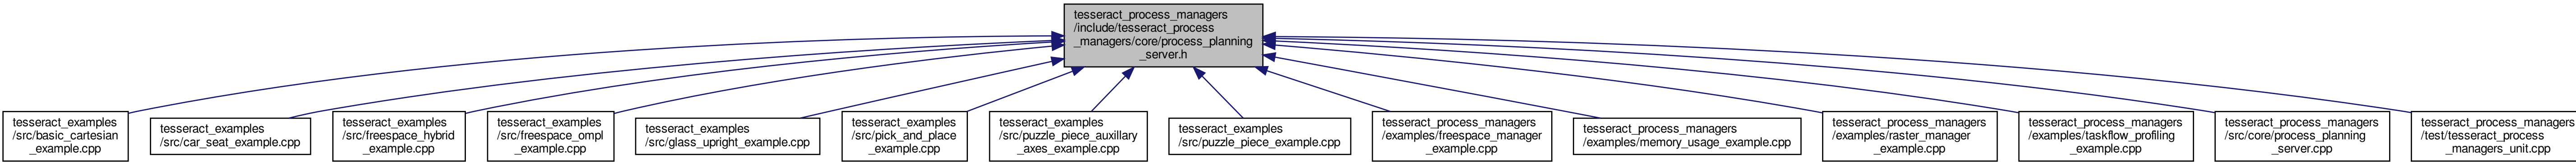 tesseract_process_managers
/include/tesseract_process
_managers/core/process_planning
_server.h
tesseract_examples
/src/basic_cartesian
_example.cpp
tesseract_examples
/src/car_seat_example.cpp
tesseract_examples
/src/freespace_hybrid
_example.cpp
tesseract_examples
/src/freespace_ompl
_example.cpp
tesseract_examples
/src/glass_upright_example.cpp
tesseract_examples
/src/pick_and_place
_example.cpp
tesseract_examples
/src/puzzle_piece_auxillary
_axes_example.cpp
tesseract_examples
/src/puzzle_piece_example.cpp
tesseract_process_managers
/examples/freespace_manager
_example.cpp
tesseract_process_managers
/examples/memory_usage_example.cpp
tesseract_process_managers
/examples/raster_manager
_example.cpp
tesseract_process_managers
/examples/taskflow_profiling
_example.cpp
tesseract_process_managers
/src/core/process_planning
_server.cpp
tesseract_process_managers
/test/tesseract_process
_managers_unit.cpp